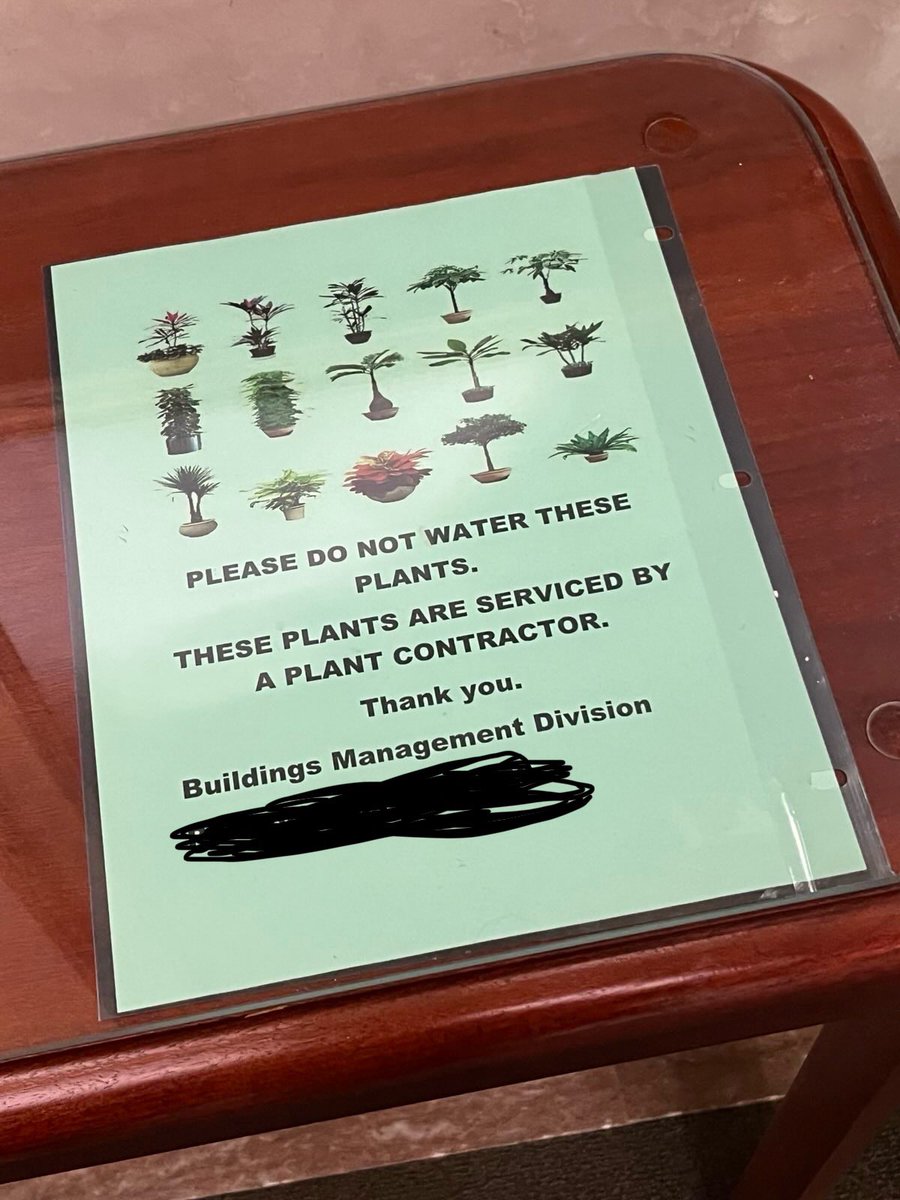 PLEASE DO NOT WATER THESE
PLANTS.
THESE PLANTS ARE SERVICED BY
A PLANT CONTRACTOR.
Thank you.
Buildings Management Division